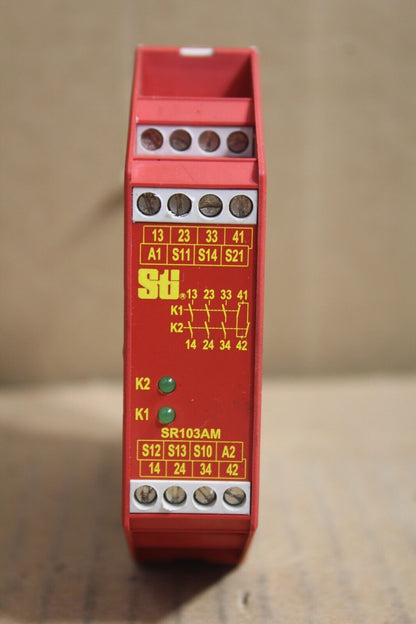 13 23 33 41
A1 S11 S14 S21
Sti®
13 23 33 41
K1
K2
14 24 34 42
K2
K1
SR103AM
S12 S13 S10 A2
14 24 34 42